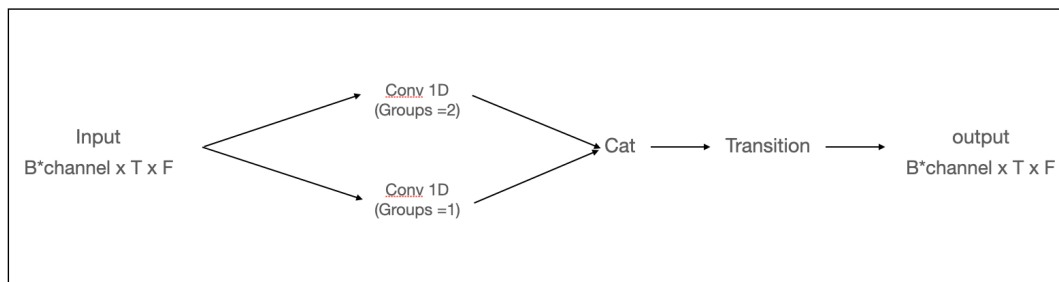 Input
B*channel x T x F
Conv 1D
(Groups =2)
Conv 1D
(Groups =1)
Cat
Transition
output
B*channel x T x F